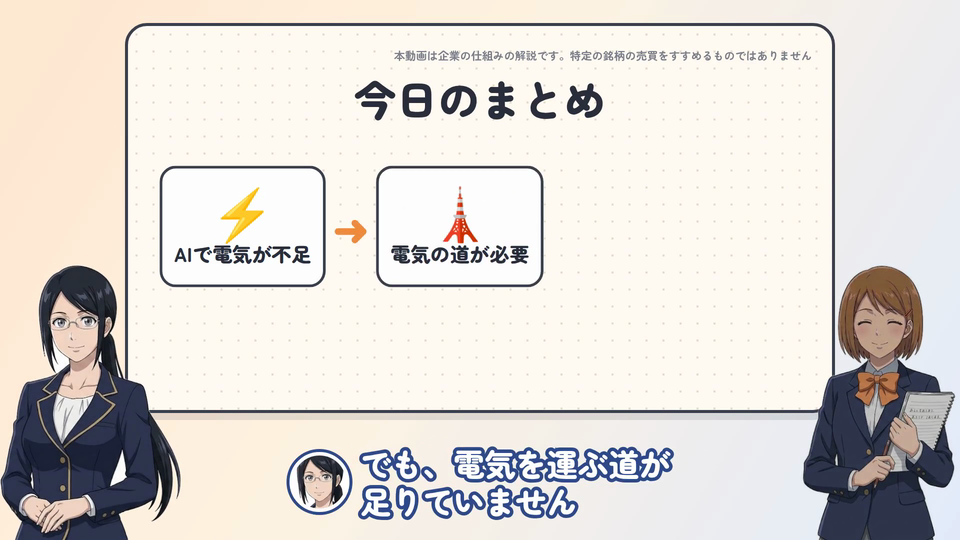 本動画は企業の仕組みの解説です。特定の銘柄の売買をすすめるものではありません
今日のまとめ
AIで電気が不足
電気の道が必要
でも、電気を運ぶ道が
足りていません